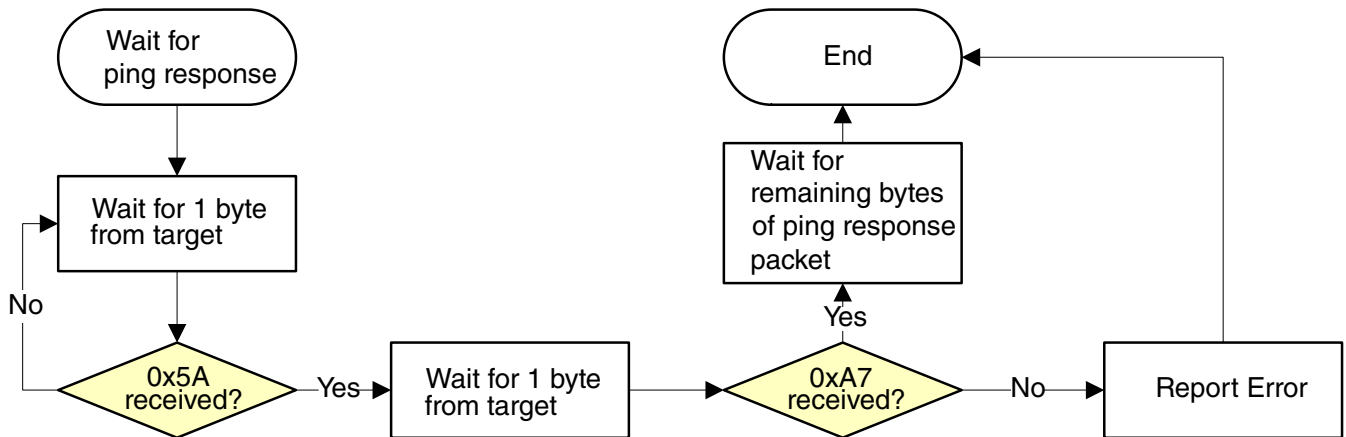 Wait for
ping response
Wait for 1 byte
from target
No
0x5A
received?
Yes
Wait for 1 byte
from target
0xA7
received?
Yes
Wait for
remaining bytes
of ping response
packet
End
No
Report Error